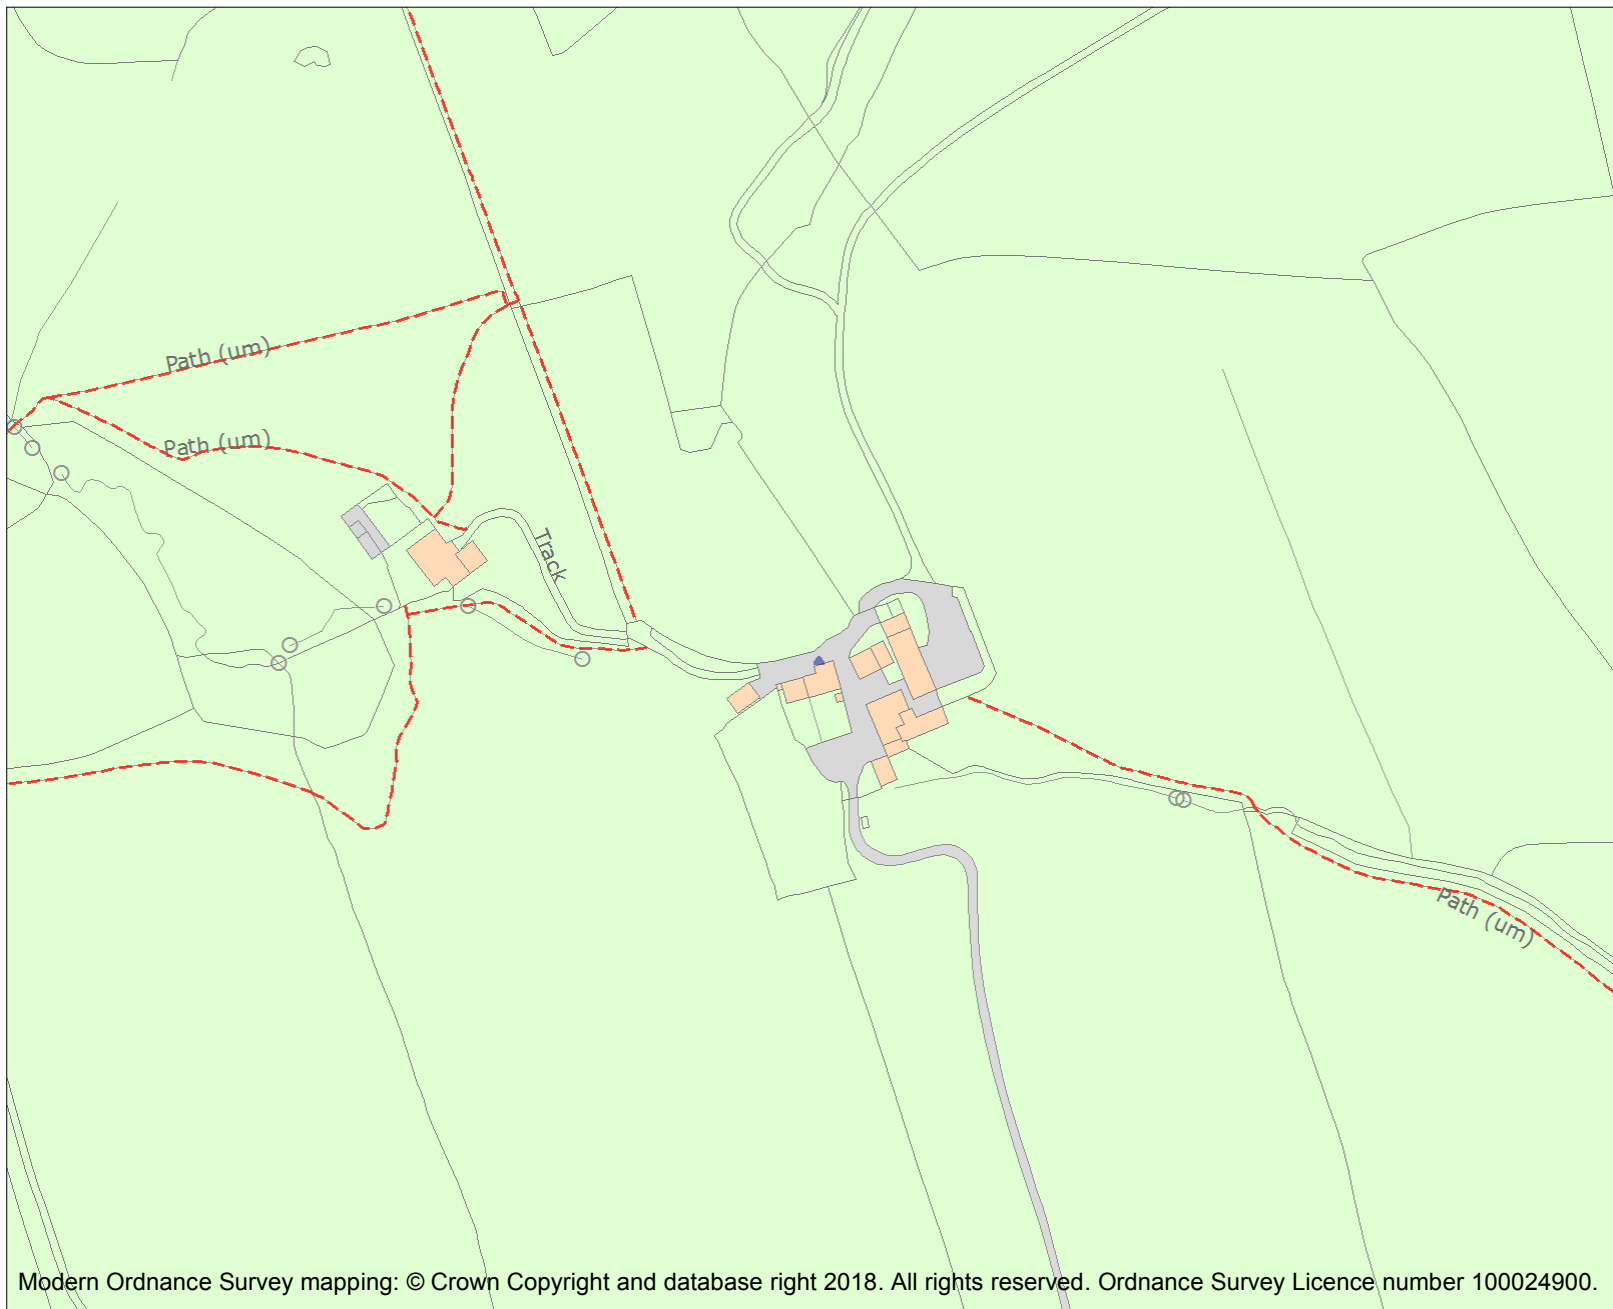 Path (um)
Path (um)
Track
Path (um)
Modern Ordnance Survey mapping: © Crown Copyright and database right 2018. All rights reserved. Ordnance Survey Licence number 100024900.